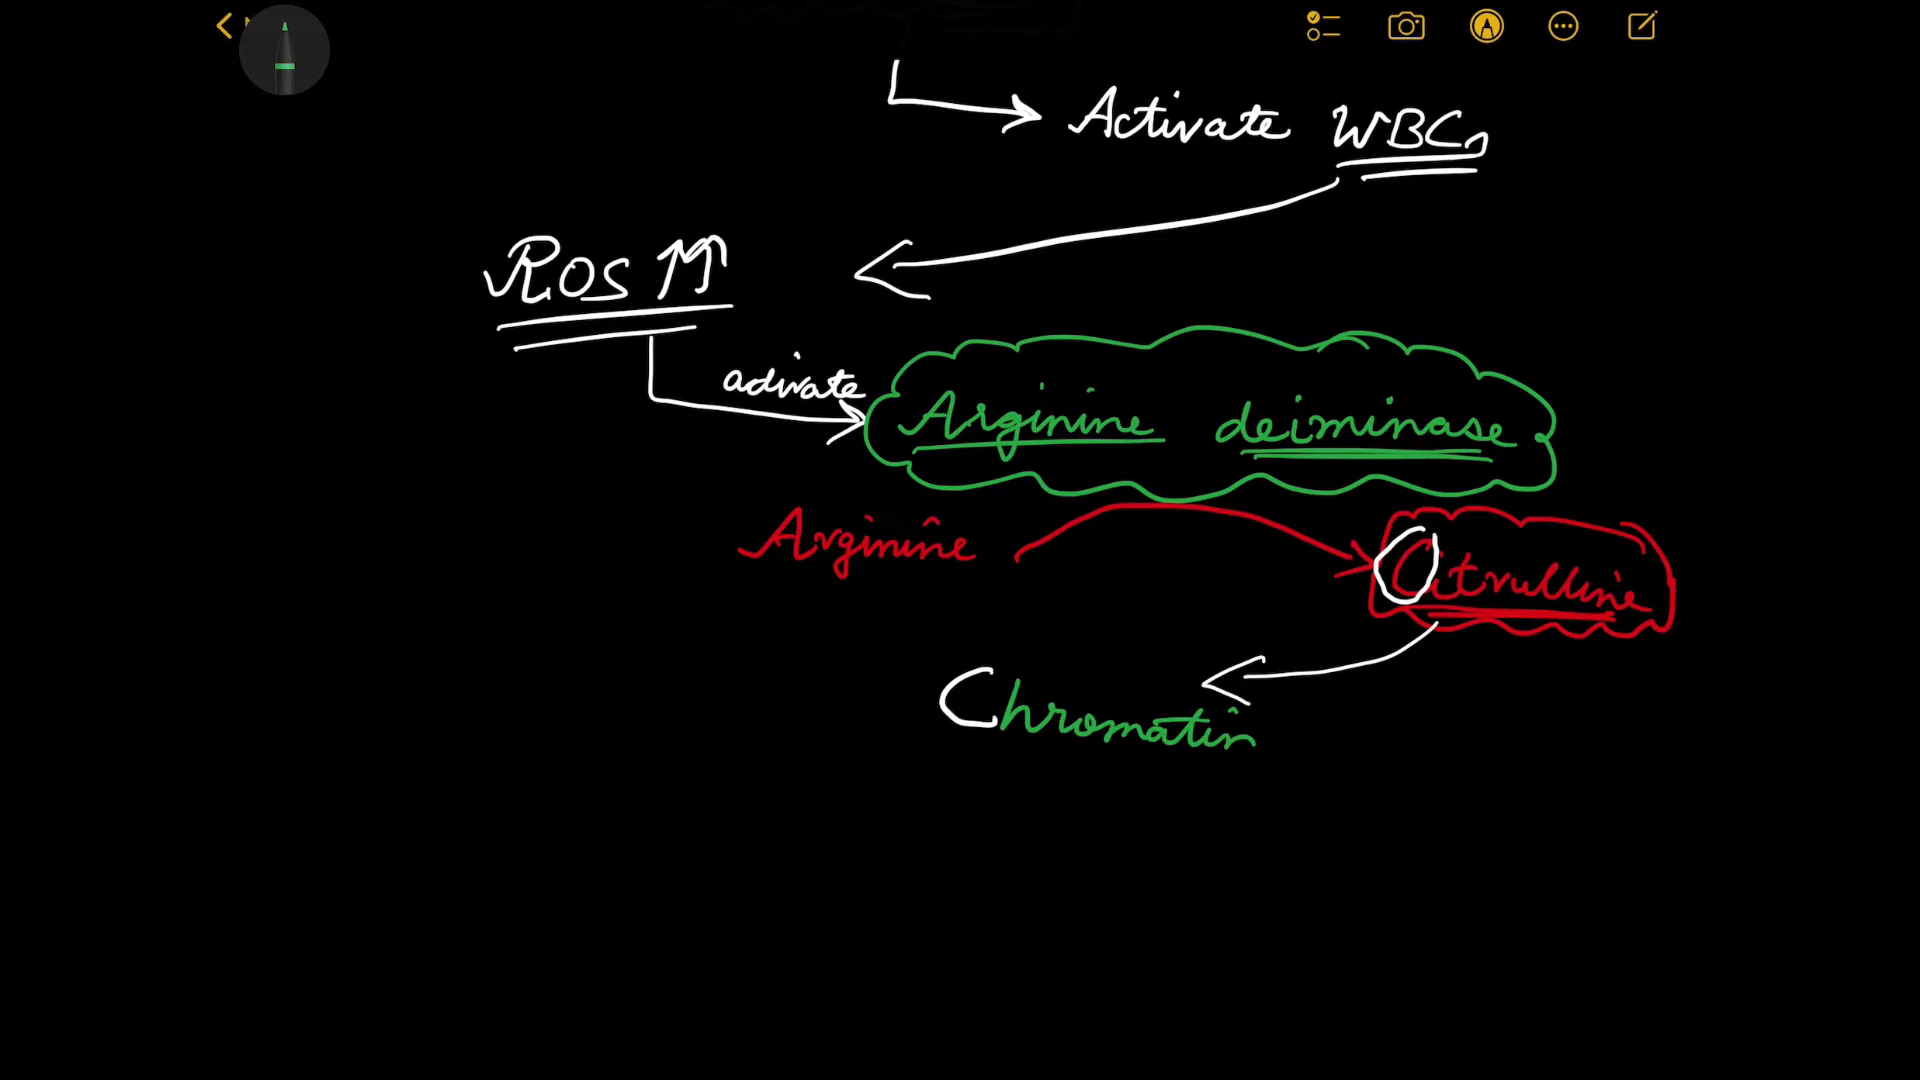 Activate WBCs
ROS ↑↑
activate
Arginine deiminase
Arginine
Citrulline
Chromatin